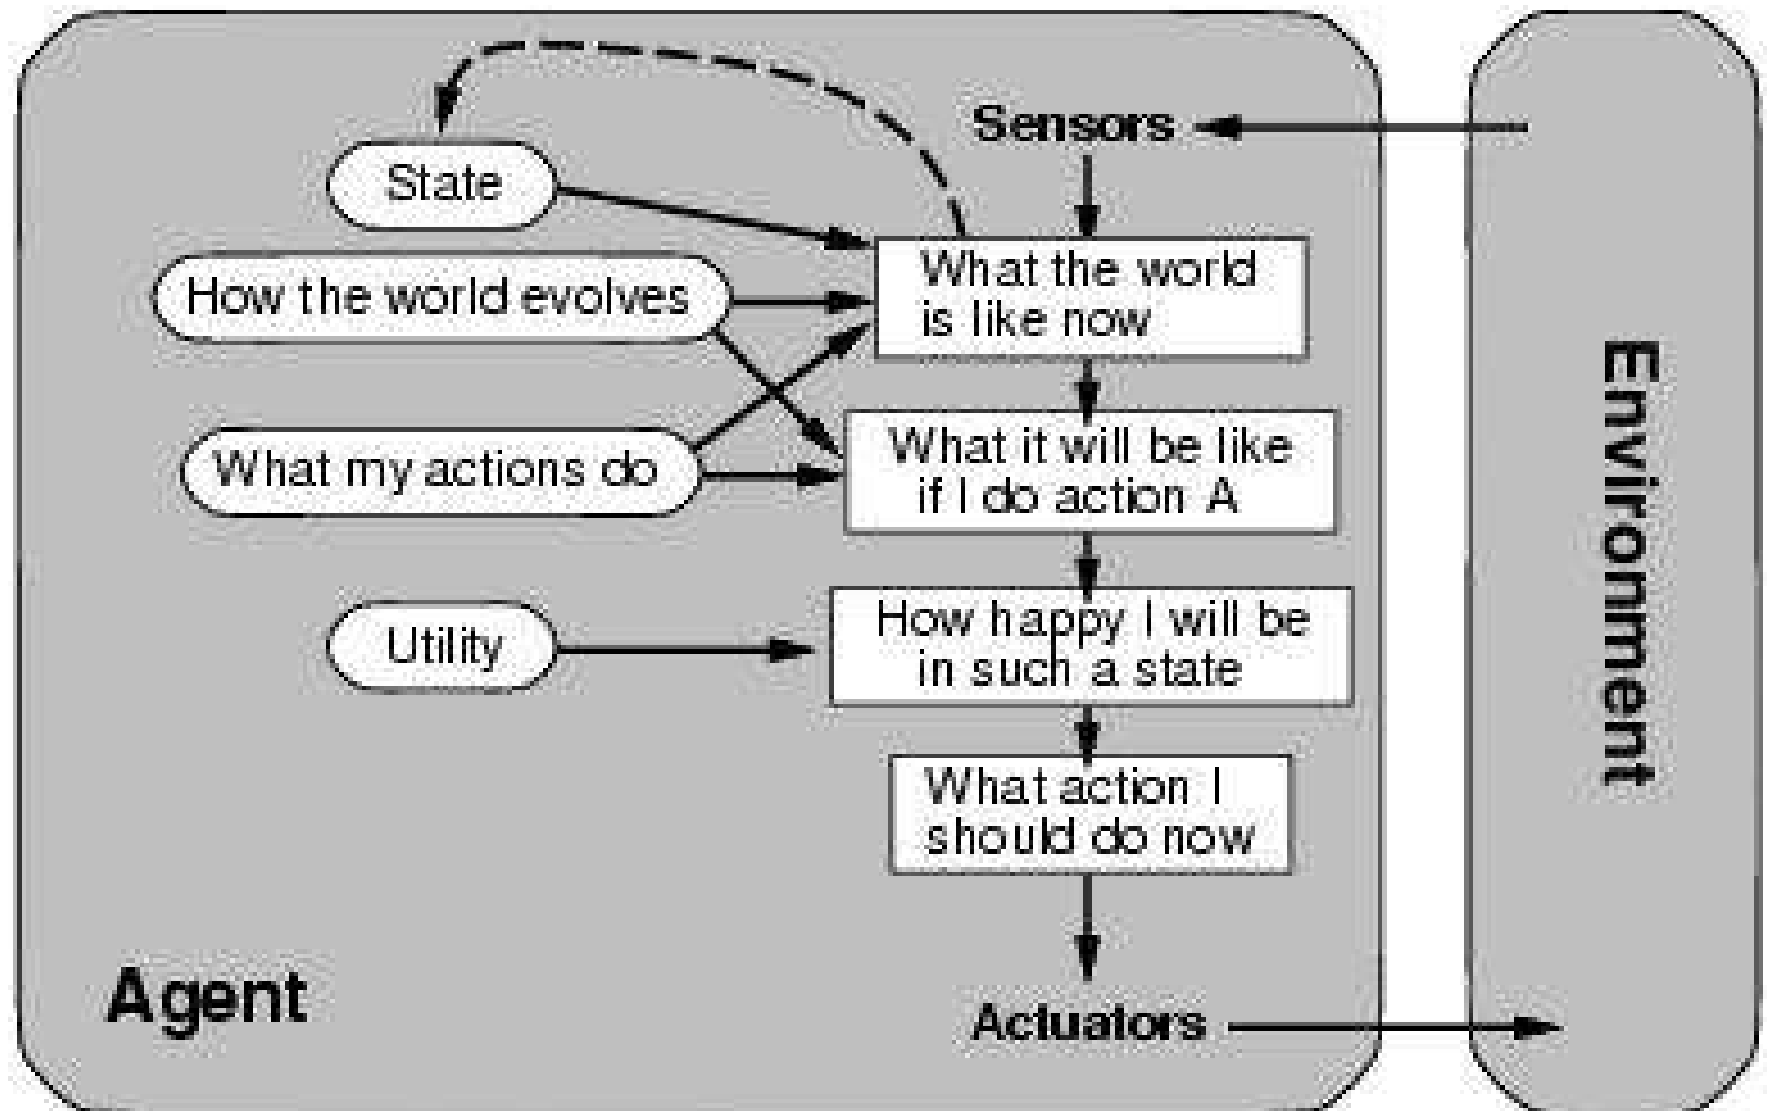 Sensors
State
What the world
is like now
How the world evolves
What it will be like
if I do action A
What my actions do
How happy I will be
in such a state
Utility
What action I
should do now
Agent
Actuators
Environment